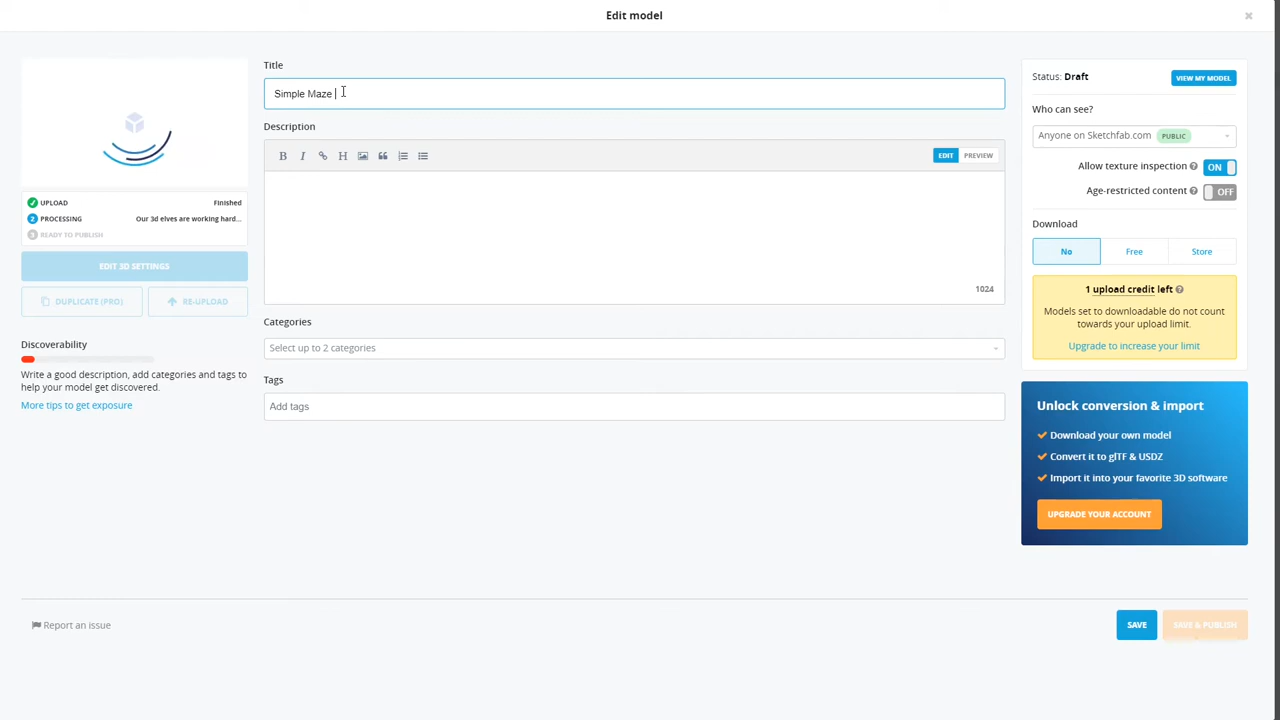 Edit model
×
Title
Simple Maze
Description
B I H
EDIT PREVIEW
1024
UPLOAD Finished
2 PROCESSING Our 3d elves are working hard...
3 READY TO PUBLISH
EDIT 3D SETTINGS
DUPLICATE (PRO) RE-UPLOAD
Discoverability
Write a good description, add categories and tags to
help your model get discovered.
More tips to get exposure
Categories
Select up to 2 categories
Tags
Add tags
Status: Draft
VIEW MY MODEL
Who can see?
Anyone on Sketchfab.com PUBLIC
Allow texture inspection ? ON
Age-restricted content ? OFF
Download
No Free Store
1 upload credit left ?
Models set to downloadable do not count
towards your upload limit.
Upgrade to increase your limit
Unlock conversion & import
Download your own model
Convert it to glTF & USDZ
Import it into your favorite 3D software
UPGRADE YOUR ACCOUNT
Report an issue
SAVE SAVE & PUBLISH